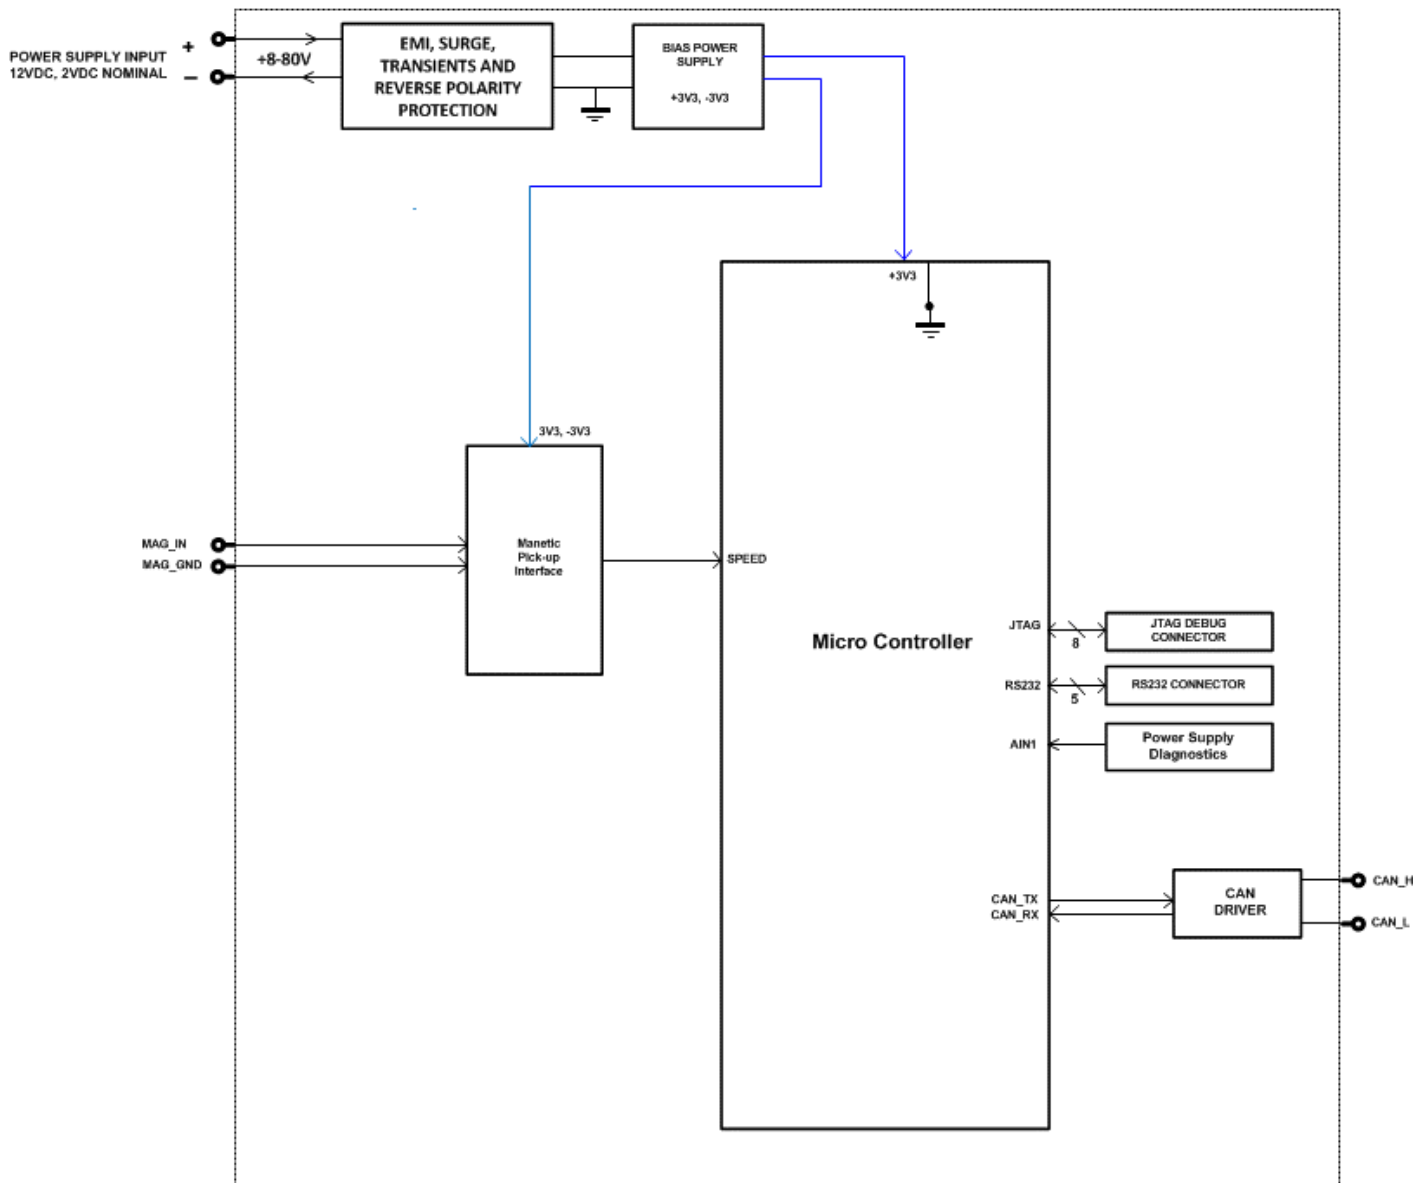 POWER SUPPLY INPUT
12VDC, 2VDC NOMINAL
+
−
+8-80V
EMI, SURGE,
TRANSIENTS AND
REVERSE POLARITY
PROTECTION
BIAS POWER
SUPPLY
+3V3, -3V3
+3V3
3V3, -3V3
MAG_IN
MAG_GND
Manetic
Pick-up
Interface
SPEED
Micro Controller
JTAG
8
JTAG DEBUG
CONNECTOR
RS232
5
RS232 CONNECTOR
AIN1
Power Supply
Diagnostics
CAN_TX
CAN_RX
CAN
DRIVER
CAN_H
CAN_L